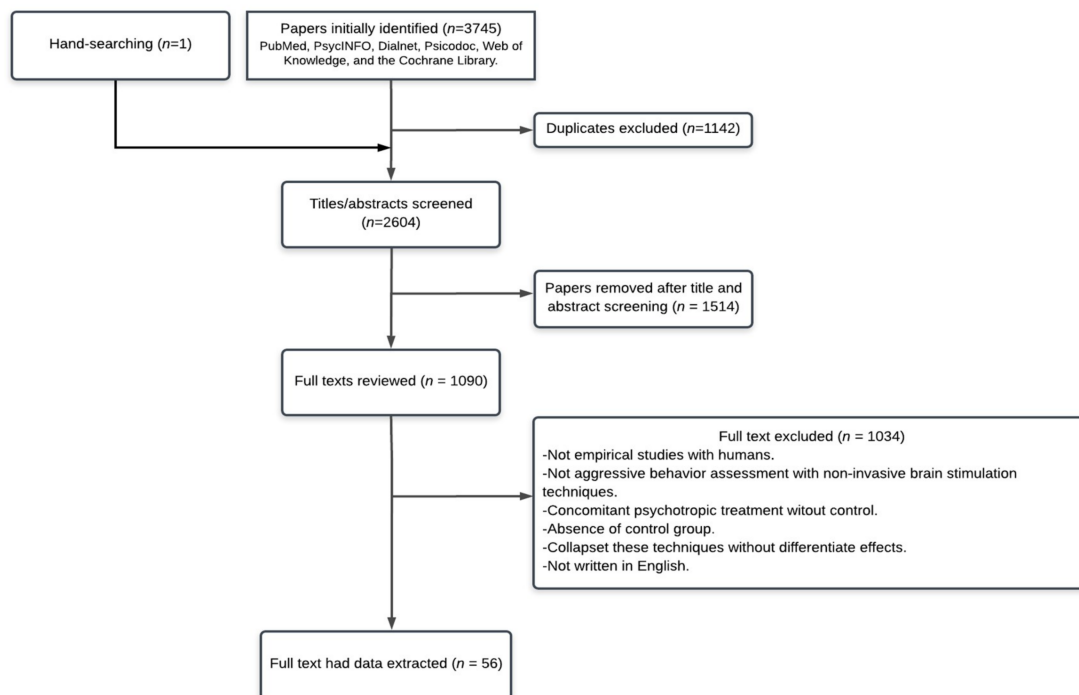 Hand-searching (n=1)
Papers initially identified (n=3745)
PubMed, PsycINFO, Dialnet, Psicodoc, Web of
Knowledge, and the Cochrane Library.
Duplicates excluded (n=1142)
Titles/abstracts screened
(n=2604)
Papers removed after title and
abstract screening (n = 1514)
Full texts reviewed (n = 1090)
Full text excluded (n = 1034)
-Not empirical studies with humans.
-Not aggressive behavior assessment with non-invasive brain stimulation
techniques.
-Concomitant psychotropic treatment witout control.
-Absence of control group.
-Collapset these techniques without differentiate effects.
-Not written in English.
Full text had data extracted (n = 56)